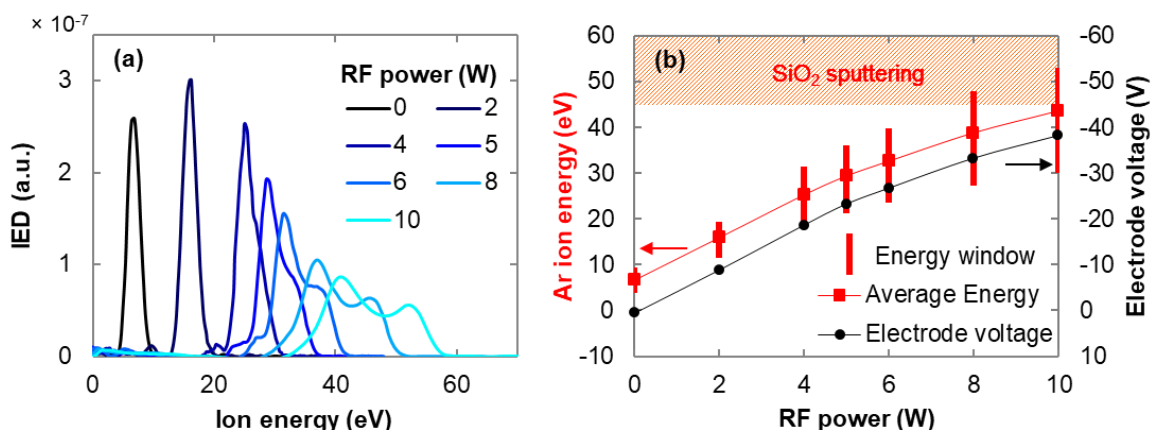 × 10⁻⁷
(a)
RF power (W)
0 2
4 5
6 8
10
3
2
1
0
0 20 40 60
IED (a.u.)
Ion energy (eV)
(b)
SiO₂ sputtering
60
50
40
30
20
10
0
-10
Ar ion energy (eV)
-60
-50
-40
-30
-20
-10
0
10
Electrode voltage (V)
Energy window
Average Energy
Electrode voltage
0 2 4 6 8 10
RF power (W)